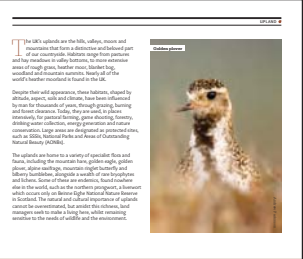 UPLAND
The UK's uplands are the hills, valleys, moors and
mountains that form a distinctive and beloved part
of our countryside. Habitats range from pastures
and hay meadows in valley bottoms, to more extensive
areas of rough grass, heather moor, blanket bog,
woodland and mountain summits. Nearly all of the
world's heather moorland is found in the UK.
Despite their wild appearance, these habitats, shaped by
altitude, aspect, soils and climate, have been influenced
by man for thousands of years, through grazing, burning
and forest clearance. Today, they are used, in places
intensively, for pastoral farming, game shooting, forestry,
drinking water collection, energy generation and nature
conservation. Large areas are designated as protected sites,
such as SSSIs, National Parks and Areas of Outstanding
Natural Beauty (AONBs).
The uplands are home to a variety of specialist flora and
fauna, including the mountain hare, golden eagle, golden
plover, alpine saxifrage, mountain ringlet butterfly and
bilberry bumblebee, alongside a wealth of rare bryophytes
and lichens. Some of these are endemics, found nowhere
else in the world, such as the northern prongwort, a liverwort
which occurs only on Beinn Eighe National Nature Reserve
in Scotland. The natural and cultural importance of uplands
cannot be overestimated, but amidst this richness, land
managers seek to make a living here, whilst remaining
sensitive to the needs of wildlife and the environment.
Golden plover